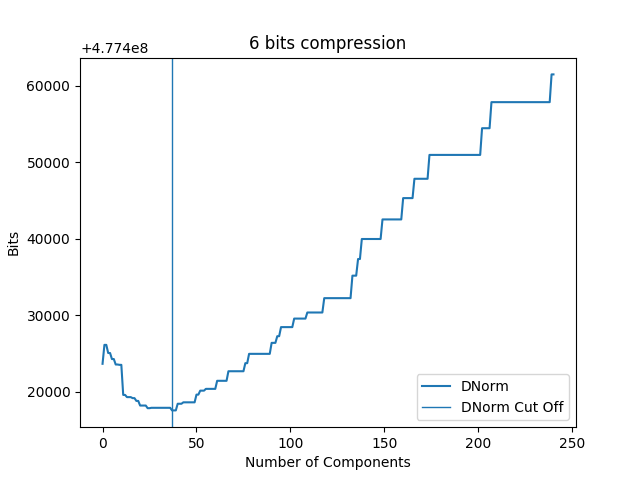 6 bits compression
+4.774e8
60000
50000
40000
30000
20000
Bits
0
50
100
150
200
250
Number of Components
DNorm
DNorm Cut Off